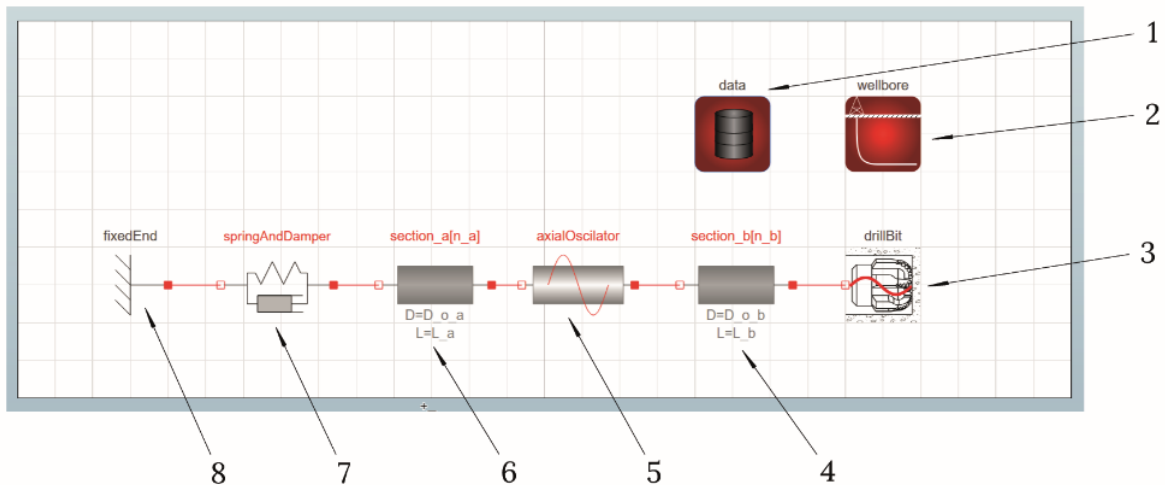 1
data
wellbore
2
fixedEnd
springAndDamper
section_a[n_a]
axialOscilator
section_b[n_b]
drillBit
3
D=D_o_a
L=L_a
D=D_o_b
L=L_b
8
7
6
5
4